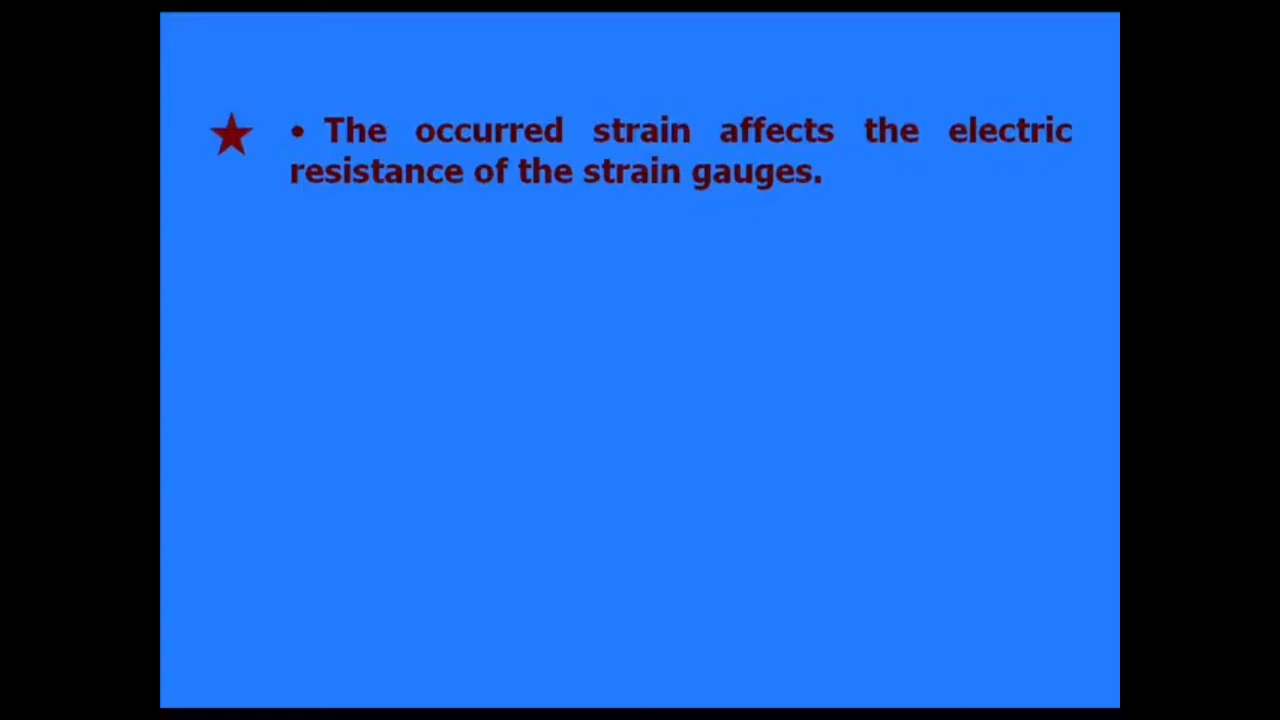 • The occurred strain affects the electric
resistance of the strain gauges.